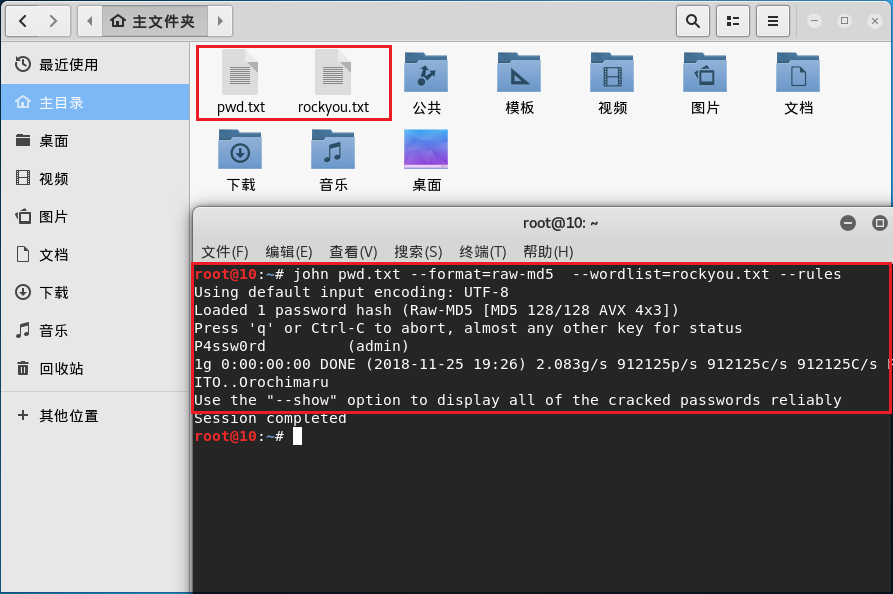 主文件夹
最近使用
主目录
桌面
视频
图片
文档
下载
音乐
回收站
其他位置
pwd.txt
rockyou.txt
公共
模板
视频
图片
文档
下载
音乐
桌面
root@10: ~
文件(F) 编辑(E) 查看(V) 搜索(S) 终端(T) 帮助(H)
root@10:~# john pwd.txt --format=raw-md5  --wordlist=rockyou.txt --rules
Using default input encoding: UTF-8
Loaded 1 password hash (Raw-MD5 [MD5 128/128 AVX 4x3])
Press 'q' or Ctrl-C to abort, almost any other key for status
P4ssw0rd         (admin)
1g 0:00:00:00 DONE (2018-11-25 19:26) 2.083g/s 912125p/s 912125c/s 912125C/s
ITO..Orochimaru
Use the "--show" option to display all of the cracked passwords reliably
Session completed
root@10:~#